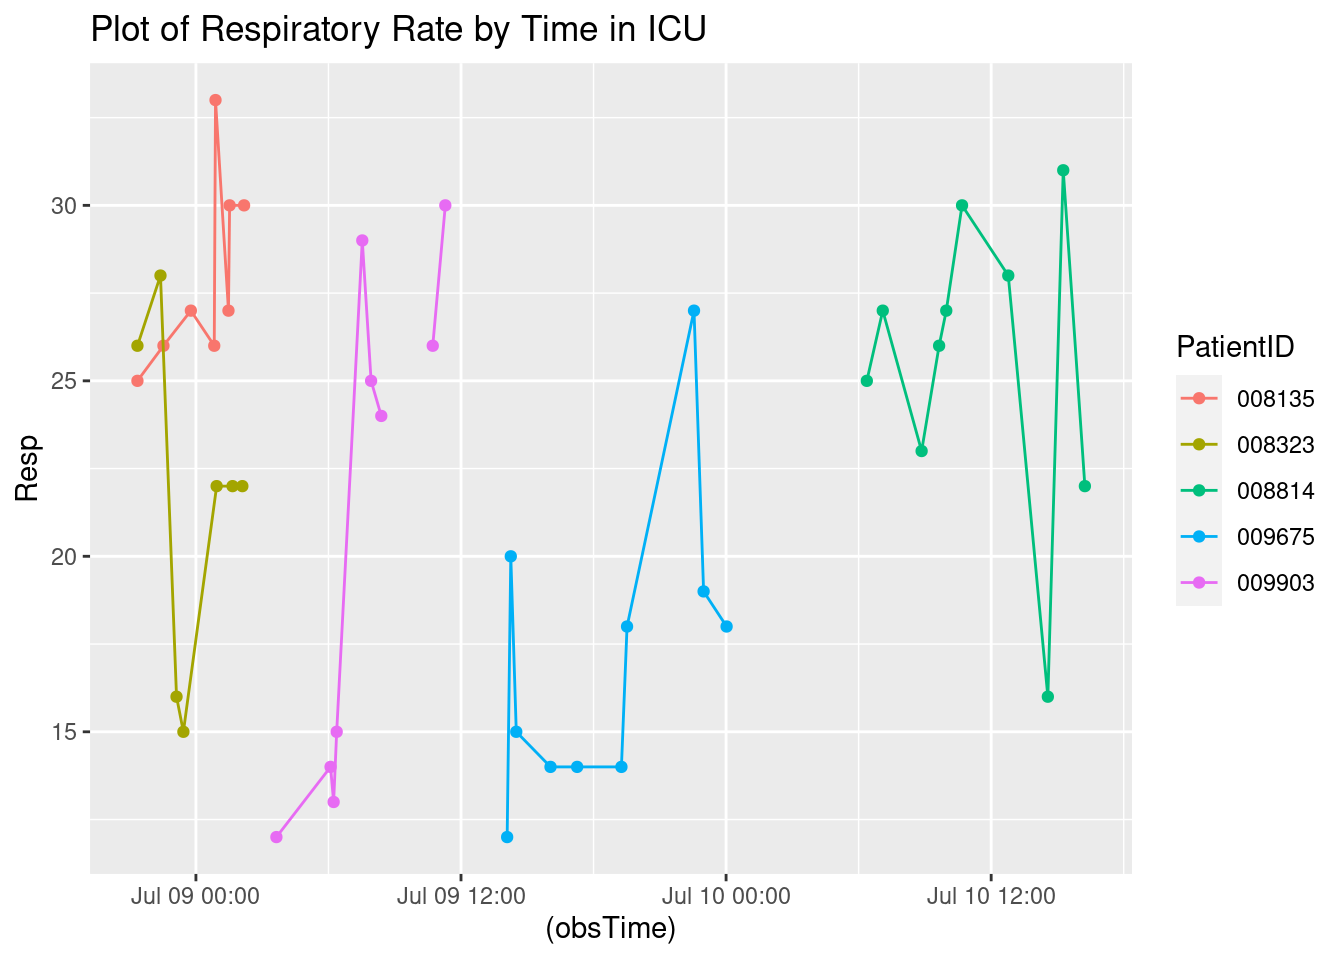 Plot of Respiratory Rate by Time in ICU
Resp
30
25
20
15
Jul 09 00:00
Jul 09 12:00
Jul 10 00:00
Jul 10 12:00
(obsTime)
PatientID
008135
008323
008814
009675
009903